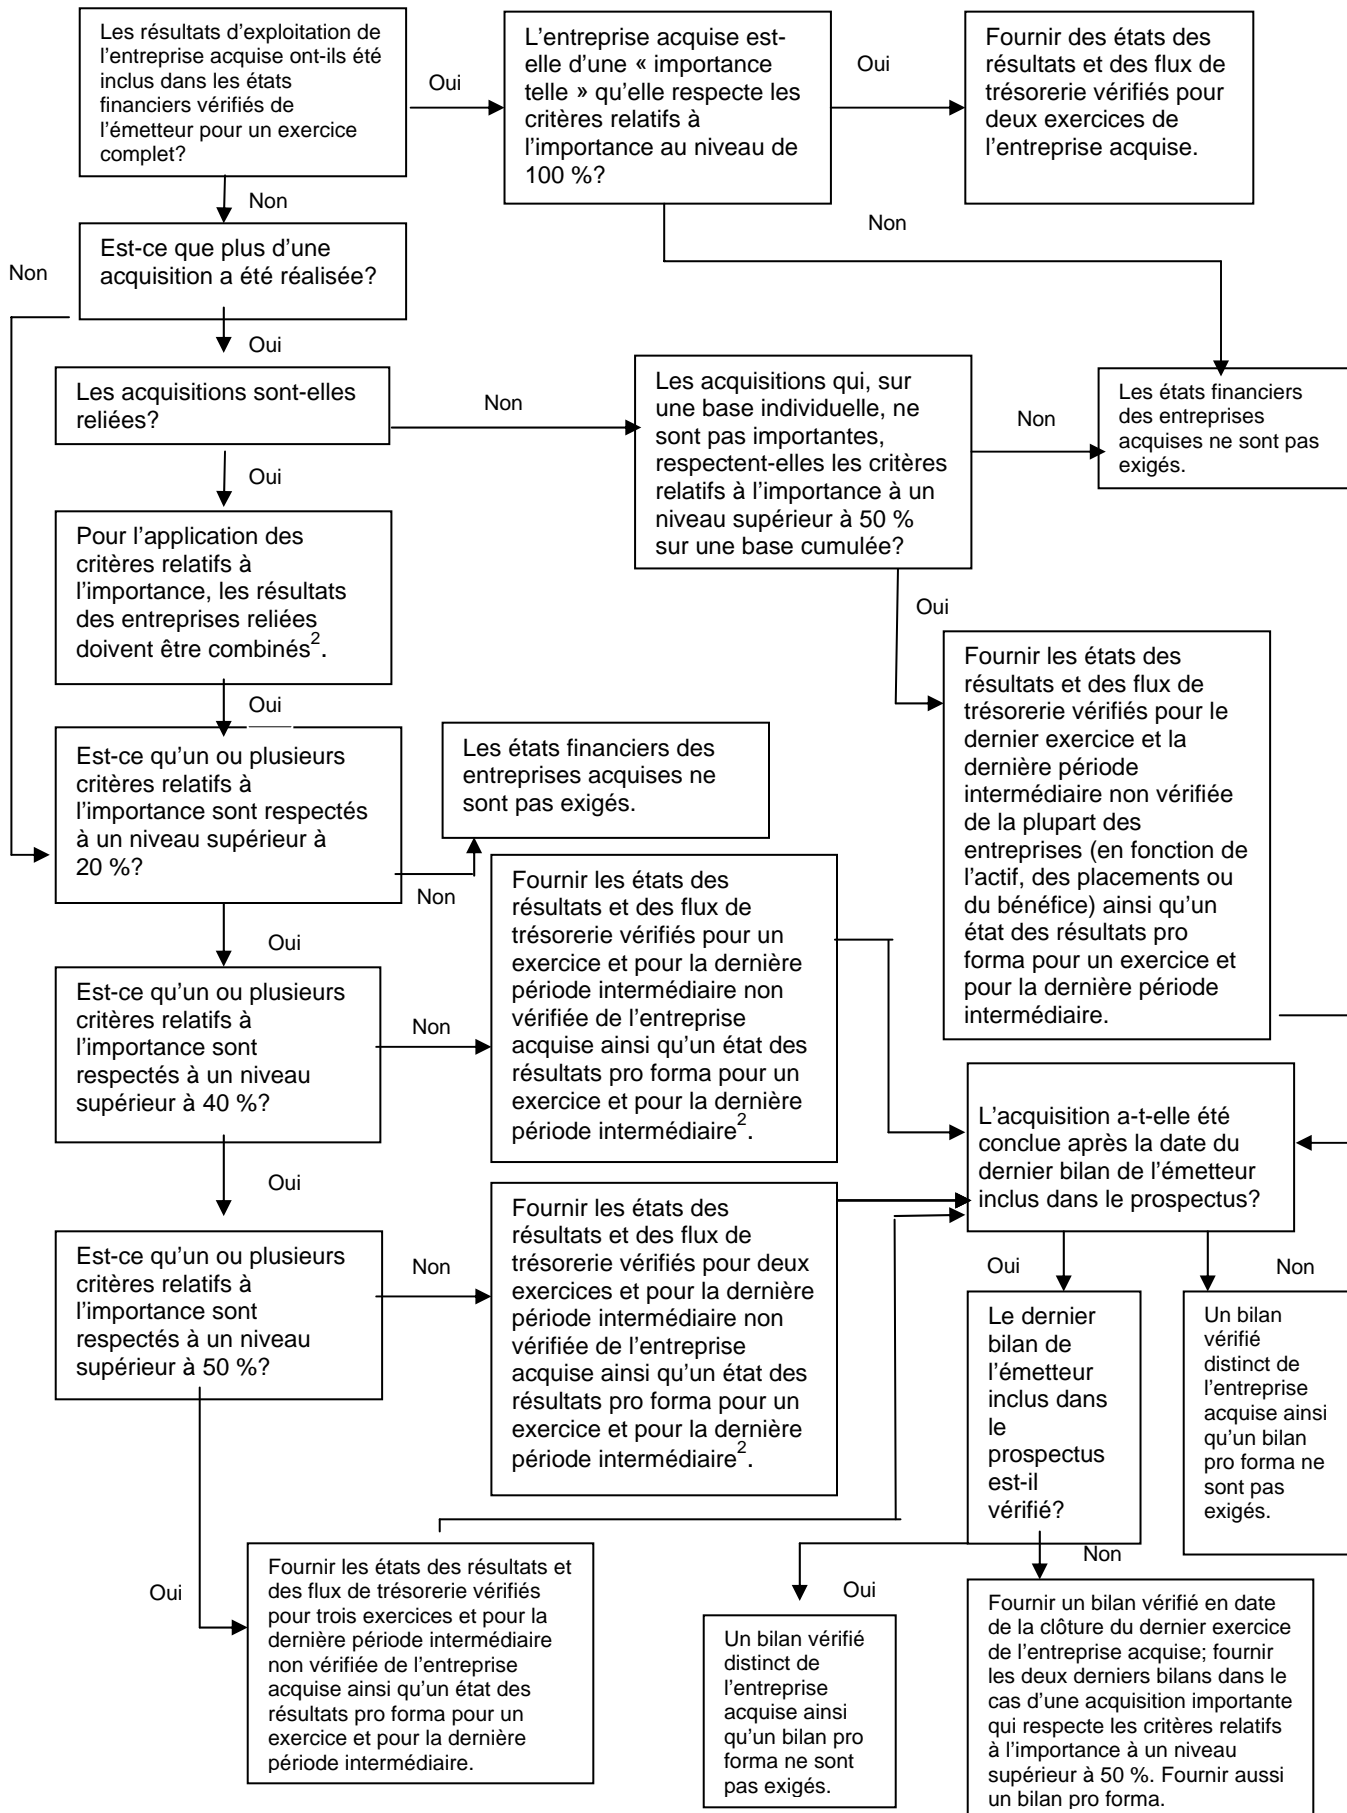 Les résultats d'exploitation de
l'entreprise acquise ont-ils été
inclus dans les états
financiers vérifiés de
l'émetteur pour un exercice
complet?
Oui
L'entreprise acquise est-
elle d'une « importance
telle » qu'elle respecte les
critères relatifs à
l'importance au niveau de
100 %?
Oui
Fournir des états des
résultats et des flux de
trésorerie vérifiés pour
deux exercices de
l'entreprise acquise.
Non
Non
Est-ce que plus d'une
acquisition a été réalisée?
Non
Oui
Les acquisitions sont-elles
reliées?
Non
Les acquisitions qui, sur
une base individuelle, ne
sont pas importantes,
respectent-elles les critères
relatifs à l'importance à un
niveau supérieur à 50 %
sur une base cumulée?
Non
Les états financiers
des entreprises
acquises ne sont pas
exigés.
Oui
Pour l'application des
critères relatifs à
l'importance, les résultats
des entreprises reliées
doivent être combinés2.
Oui
Oui
Fournir les états des
résultats et des flux de
trésorerie vérifiés pour le
dernier exercice et la
dernière période
intermédiaire non vérifiée
de la plupart des
entreprises (en fonction de
l'actif, des placements ou
du bénéfice) ainsi qu'un
état des résultats pro
forma pour un exercice et
pour la dernière période
intermédiaire.
Est-ce qu'un ou plusieurs
critères relatifs à
l'importance sont respectés
à un niveau supérieur à
20 %?
Les états financiers des
entreprises acquises ne
sont pas exigés.
Non
Oui
Est-ce qu'un ou plusieurs
critères relatifs à
l'importance sont
respectés à un niveau
supérieur à 40 %?
Non
Fournir les états des
résultats et des flux de
trésorerie vérifiés pour un
exercice et pour la dernière
période intermédiaire non
vérifiée de l'entreprise
acquise ainsi qu'un état des
résultats pro forma pour un
exercice et pour la dernière
période intermédiaire2.
L'acquisition a-t-elle été
conclue après la date du
dernier bilan de l'émetteur
inclus dans le prospectus?
Oui
Est-ce qu'un ou plusieurs
critères relatifs à
l'importance sont
respectés à un niveau
supérieur à 50 %?
Non
Fournir les états des
résultats et des flux de
trésorerie vérifiés pour deux
exercices et pour la dernière
période intermédiaire non
vérifiée de l'entreprise
acquise ainsi qu'un état des
résultats pro forma pour un
exercice et pour la dernière
période intermédiaire2.
Oui
Non
Le dernier
bilan de
l'émetteur
inclus dans
le
prospectus
est-il
vérifié?
Un bilan
vérifié
distinct de
l'entreprise
acquise ainsi
qu'un bilan
pro forma ne
sont pas
exigés.
Oui
Fournir les états des résultats et
des flux de trésorerie vérifiés
pour trois exercices et pour la
dernière période intermédiaire
non vérifiée de l'entreprise
acquise ainsi qu'un état des
résultats pro forma pour un
exercice et pour la dernière
période intermédiaire.
Oui
Non
Un bilan vérifié
distinct de
l'entreprise
acquise ainsi
qu'un bilan pro
forma ne sont
pas exigés.
Fournir un bilan vérifié en date
de la clôture du dernier exercice
de l'entreprise acquise; fournir
les deux derniers bilans dans le
cas d'une acquisition importante
qui respecte les critères relatifs
à l'importance à un niveau
supérieur à 50 %. Fournir aussi
un bilan pro forma.